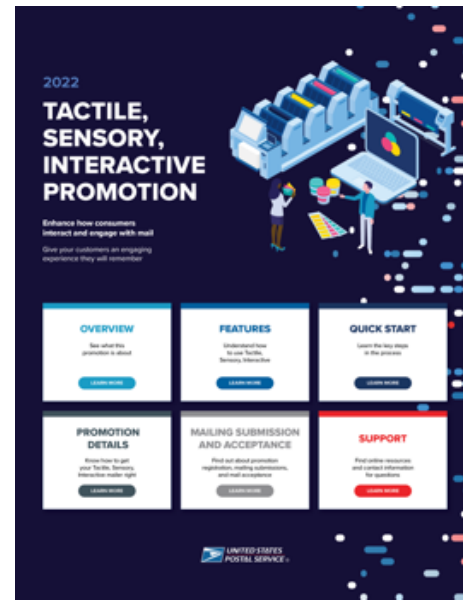 2022
TACTILE,
SENSORY,
INTERACTIVE
PROMOTION
Enhance how consumers
interact and engage with mail
Give your customers an engaging
experience they will remember
OVERVIEW
See what this
promotion is about
LEARN MORE
FEATURES
Understand how
to use Tactile,
Sensory, Interactive
LEARN MORE
QUICK START
Learn the key steps
in the process
LEARN MORE
PROMOTION
DETAILS
Know how to get
your Tactile, Sensory,
Interactive mailer right
LEARN MORE
MAILING SUBMISSION
AND ACCEPTANCE
Find out about promotion
registration, mailing submissions,
and mail acceptance
LEARN MORE
SUPPORT
Find online resources
and contact information
for questions
LEARN MORE
UNITED STATES
POSTAL SERVICE®